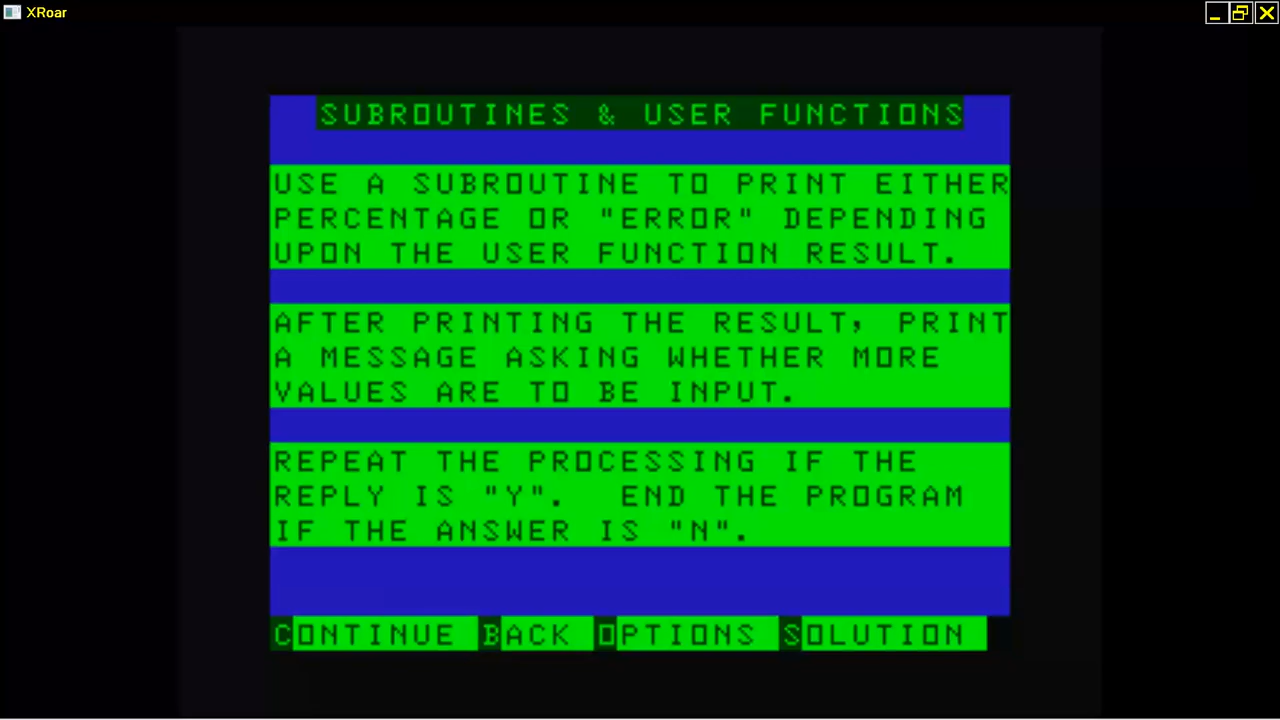 XRoar
SUBROUTINES & USER FUNCTIONS
USE A SUBROUTINE TO PRINT EITHER
PERCENTAGE OR "ERROR" DEPENDING
UPON THE USER FUNCTION RESULT.
AFTER PRINTING THE RESULT, PRINT
A MESSAGE ASKING WHETHER MORE
VALUES ARE TO BE INPUT.
REPEAT THE PROCESSING IF THE
REPLY IS "Y".  END THE PROGRAM
IF THE ANSWER IS "N".
CONTINUE BACK OPTIONS SOLUTION